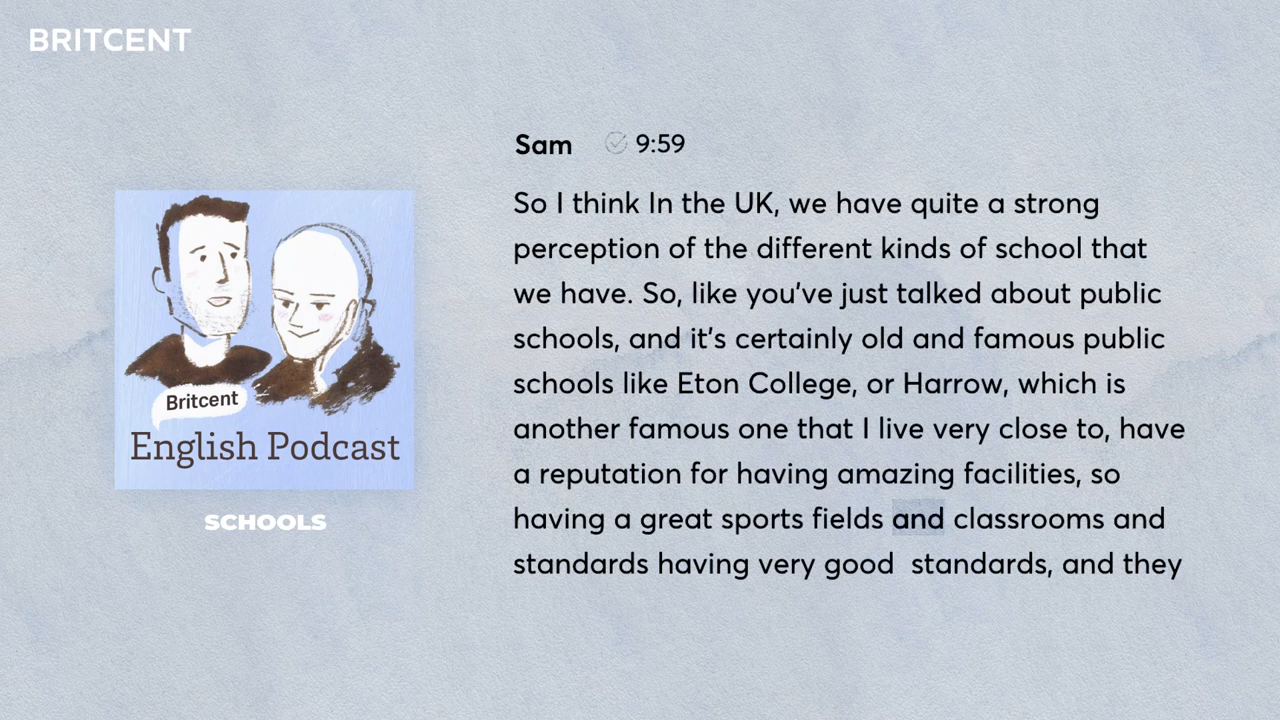 BRITCENT
Sam 9:59
So I think In the UK, we have quite a strong
perception of the different kinds of school that
we have. So, like you've just talked about public
schools, and it's certainly old and famous public
schools like Eton College, or Harrow, which is
another famous one that I live very close to, have
a reputation for having amazing facilities, so
having a great sports fields and classrooms and
standards having very good  standards, and they
Britcent
English Podcast
SCHOOLS